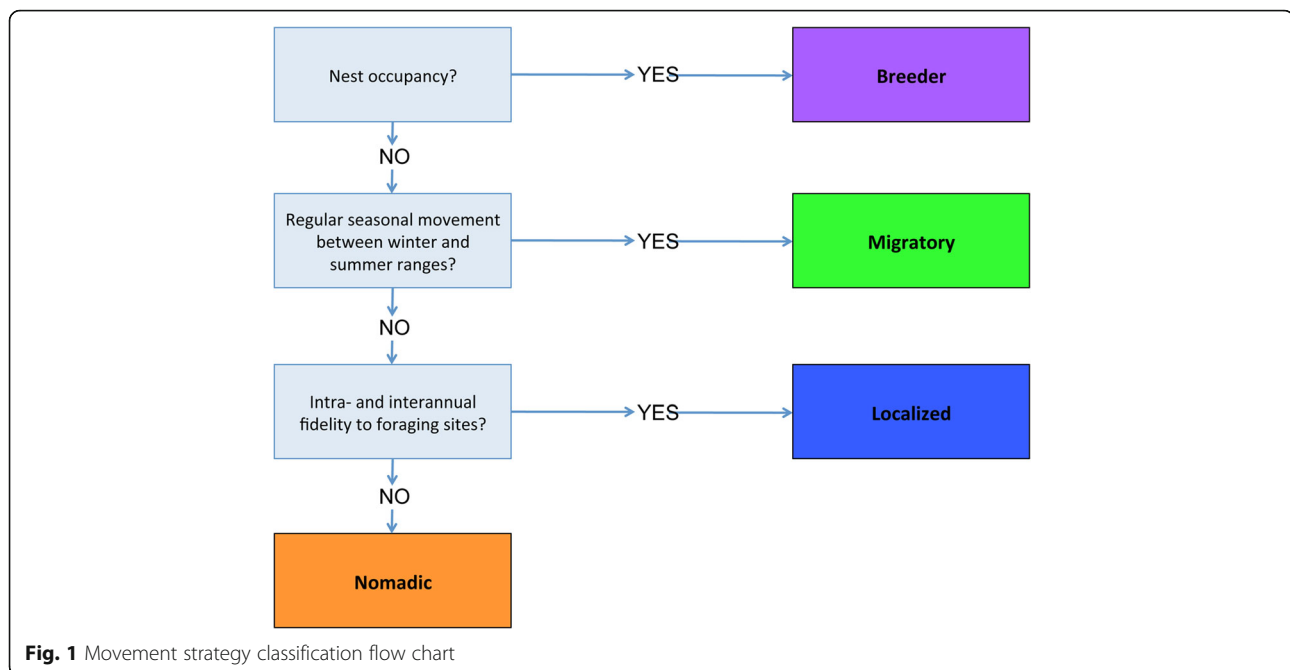 Nest occupancy?
YES
Breeder
NO
Regular seasonal movement
between winter and
summer ranges?
YES
Migratory
NO
Intra- and interannual
fidelity to foraging sites?
YES
Localized
NO
Nomadic
Fig. 1 Movement strategy classification flow chart